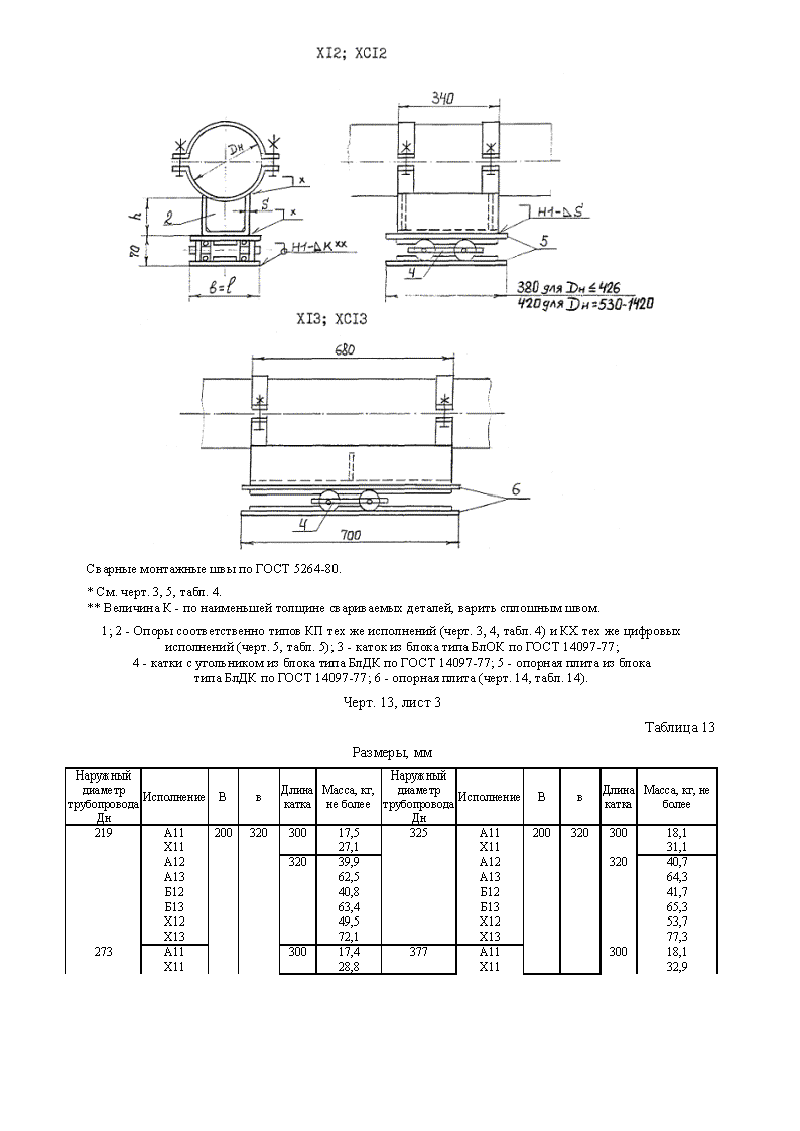 XI2; XCI2
340
Dн
x
h
2
S
x
70
Н1-△K xx
в=l
Н1-△S
5
4
380 для Dн ≤ 426
420 для Dн = 530-1420
XI3; XCI3
680
6
4
700
Сварные монтажные швы по ГОСТ 5264-80.
* См. черт. 3, 5, табл. 4.
** Величина К - по наименьшей толщине свариваемых деталей, варить сплошным швом.
1; 2 - Опоры соответственно типов КП тех же исполнений (черт. 3, 4, табл. 4) и КХ тех же цифровых
исполнений (черт. 5, табл. 5); 3 - каток из блока типа БлОК по ГОСТ 14097-77;
4 - катки с угольником из блока типа БлДК по ГОСТ 14097-77; 5 - опорная плита из блока
типа БлДК по ГОСТ 14097-77; 6 - опорная плита (черт. 14, табл. 14).
Черт. 13, лист 3
Таблица 13
Размеры, мм
Наружный диаметр трубопровода Дн Исполнение В в Длина катка Масса, кг, не более Наружный диаметр трубопровода Дн Исполнение В в Длина катка Масса, кг, не более
219 А11 200 320 300 17,5 325 А11 200 320 300 18,1
Х11 27,1 Х11 31,1
А12 320 39,9 А12 320 40,7
А13 62,5 А13 64,3
Б12 40,8 Б12 41,7
Б13 63,4 Б13 65,3
Х12 49,5 Х12 53,7
Х13 72,1 Х13 77,3
273 А11 300 17,4 377 А11 300 18,1
Х11 28,8 Х11 32,9